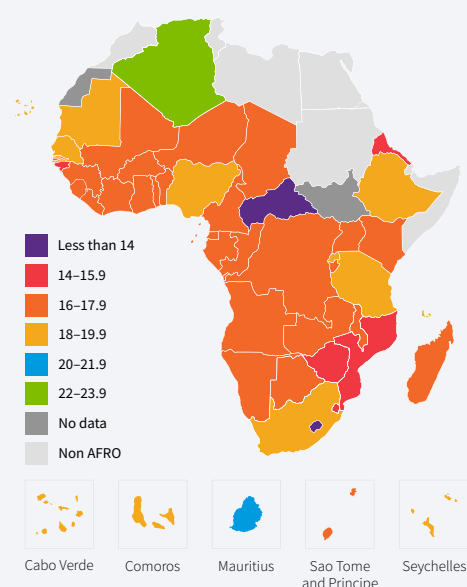 Less than 14
14–15.9
16–17.9
18–19.9
20–21.9
22–23.9
No data
Non AFRO
Cabo Verde
Comoros
Mauritius
Sao Tome
and Principe
Seychelles